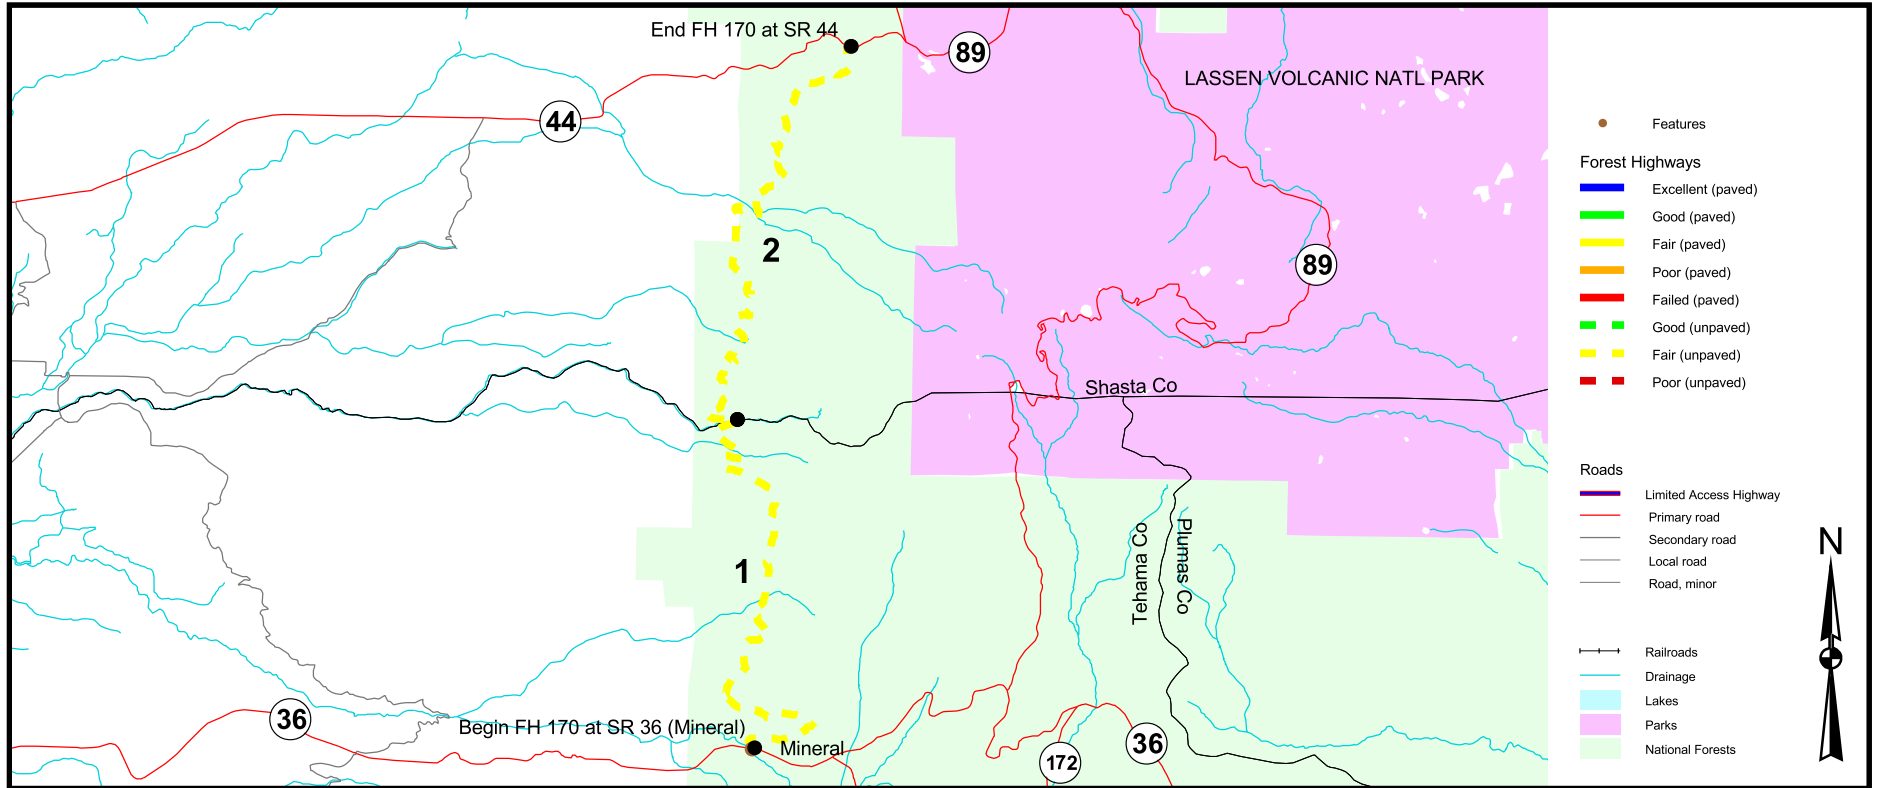 End FH 170 at SR 44
89
LASSEN VOLCANIC NATL PARK
44
2
89
Shasta Co
1
Tehama Co
Plumas Co
36
Begin FH 170 at SR 36 (Mineral)
Mineral
172
36
Features
Forest Highways
Excellent (paved)
Good (paved)
Fair (paved)
Poor (paved)
Failed (paved)
Good (unpaved)
Fair (unpaved)
Poor (unpaved)
Roads
Limited Access Highway
Primary road
Secondary road
Local road
Road, minor
Railroads
Drainage
Lakes
Parks
National Forests
N